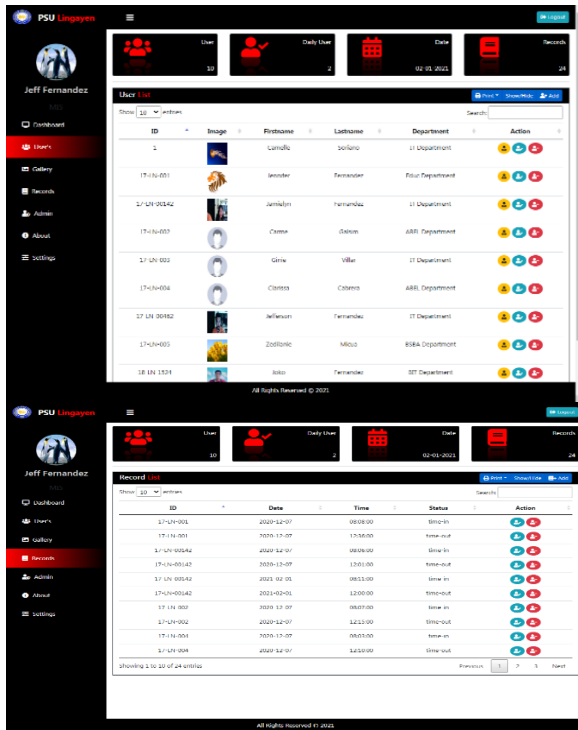 PSU Lingayen
Logout
User
10
Daily User
2
Date
02-01-2021
Records
24
Jeff Fernandez
Dashboard
User's
Gallery
Records
Admin
About
Settings
User List
Print Show/Hide Add
Show 10 entries
Search:
ID Image Firstname Lastname Department Action
1 Camelle Soriano IT Department
17-LN-001 Jennifer Fernandez Educ Department
17-LN-00142 Jamielyn Fernandez IT Department
17-LN-002 Carme ABEL Department
17-LN-003 Ginie Villar IT Department
17-LN-004 Clarissa Cabrera ABEL Department
17-LN-00482 Jefferson Fernandez IT Department
17-LN-005 Micua BSBA Department
18-LN-1524 Fernandez BIT Department
All Rights Reserved © 2021
PSU Lingayen
Logout
User
10
Daily User
2
Date
02-01-2021
Records
24
Jeff Fernandez
Dashboard
User's
Gallery
Records
Admin
About
Settings
Record List
Print Show/Hide Add
Show 10 entries
Search:
ID Date Time Status Action
17-LN-001 2020-12-07 08:08:00 time-in
17-LN-001 2020-12-07 12:36:00 time-out
17-LN-00142 2020-12-07 08:06:00 time-in
17-LN-00142 2020-12-07 12:01:00 time-out
17-LN-00142 2021-02-01 08:11:00 time-in
17-LN-00142 2021-02-01 12:00:00 time-out
17-LN-002 2020-12-07 08:07:00 time-in
17-LN-002 2020-12-07 12:15:00 time-out
17-LN-004 2020-12-07 08:03:00 time-in
17-LN-004 2020-12-07 12:10:00 time-out
Showing 1 to 10 of 24 entries
Previous 1 2 3 Next
All Rights Reserved © 2021